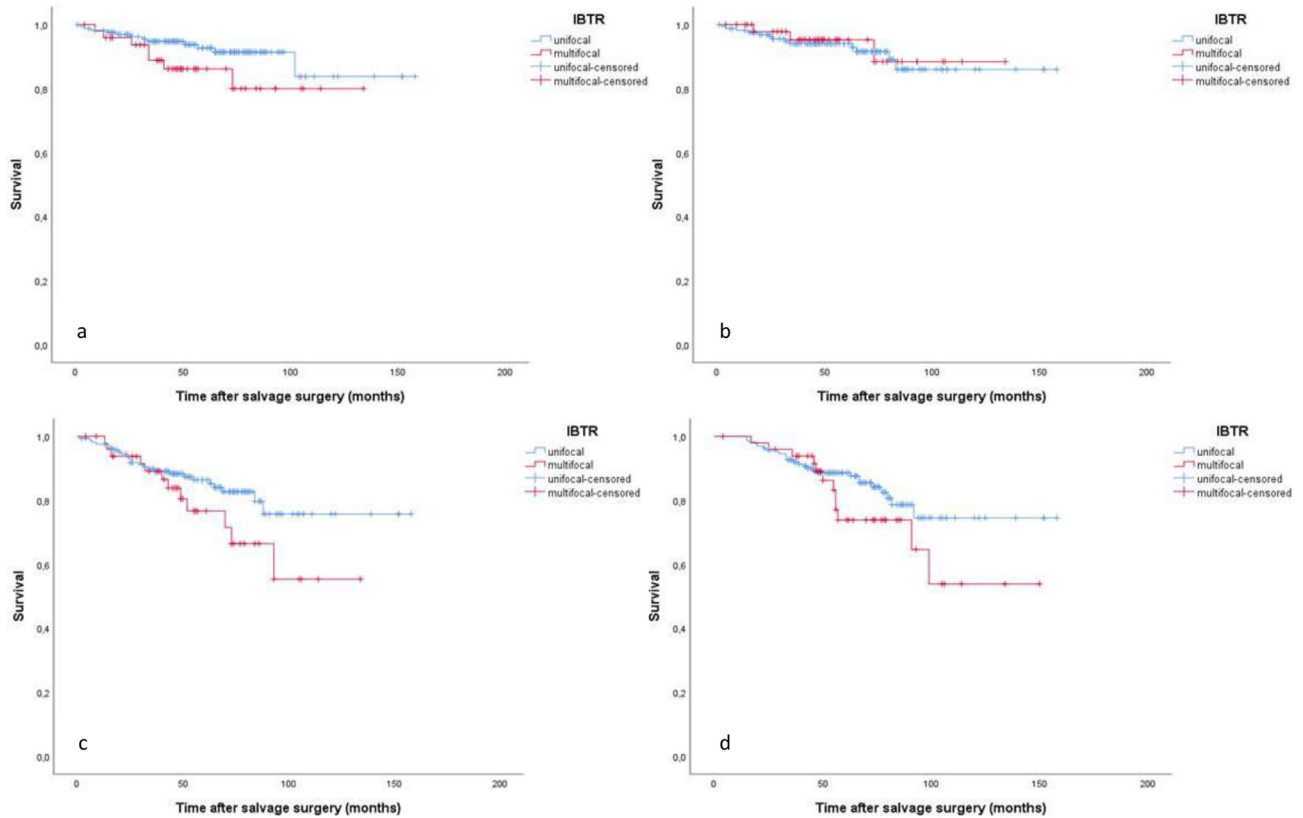 IBTR
unifocal
multifocal
unifocal-censored
multifocal-censored
1,0
0,8
0,6
0,4
0,2
0,0
Survival
a
0 50 100 150 200
Time after salvage surgery (months)
IBTR
unifocal
multifocal
unifocal-censored
multifocal-censored
1,0
0,8
0,6
0,4
0,2
0,0
Survival
b
0 50 100 150 200
Time after salvage surgery (months)
IBTR
unifocal
multifocal
unifocal-censored
multifocal-censored
1,0
0,8
0,6
0,4
0,2
0,0
Survival
c
0 50 100 150 200
Time after salvage surgery (months)
IBTR
unifocal
multifocal
unifocal-censored
multifocal-censored
1,0
0,8
0,6
0,4
0,2
0,0
Survival
d
0 50 100 150 200
Time after salvage surgery (months)